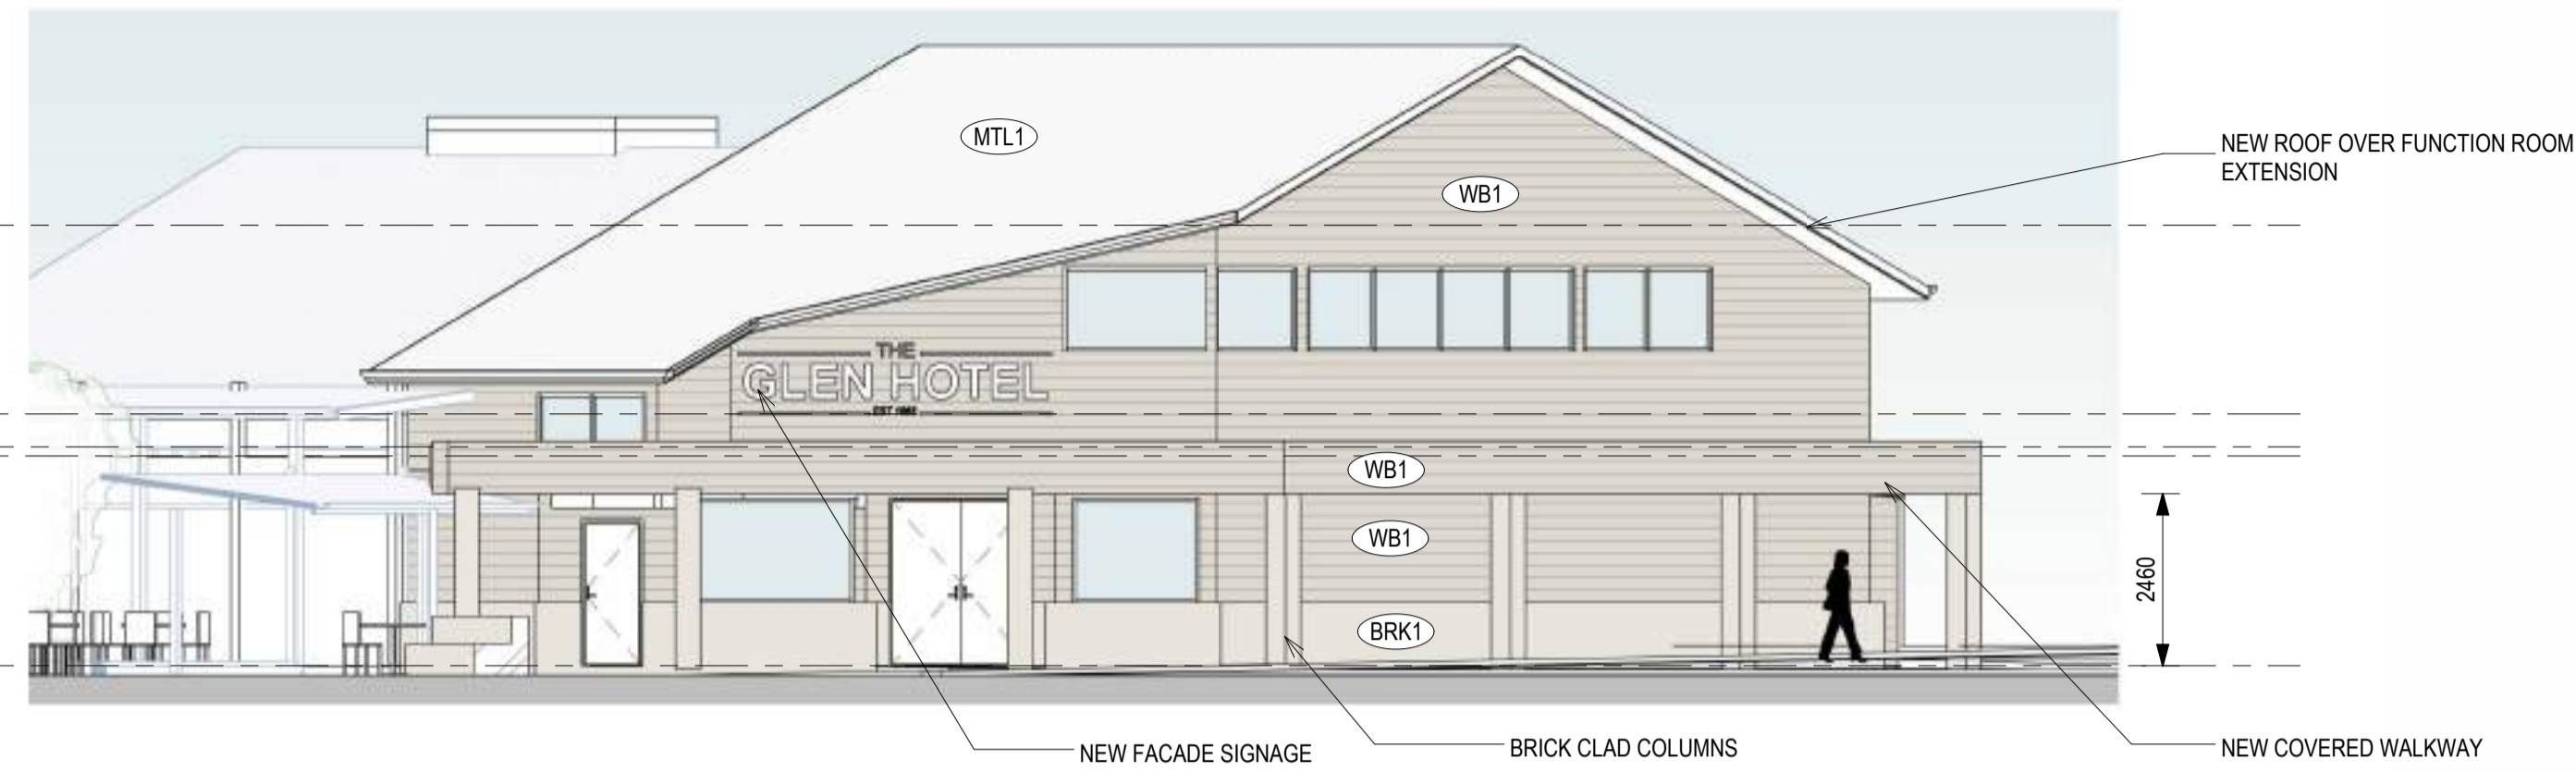 MTL1
NEW ROOF OVER FUNCTION ROOM
EXTENSION
WB1
THE
GLEN HOTEL
WB1
WB1
2460
BRK1
NEW FACADE SIGNAGE
BRICK CLAD COLUMNS
NEW COVERED WALKWAY